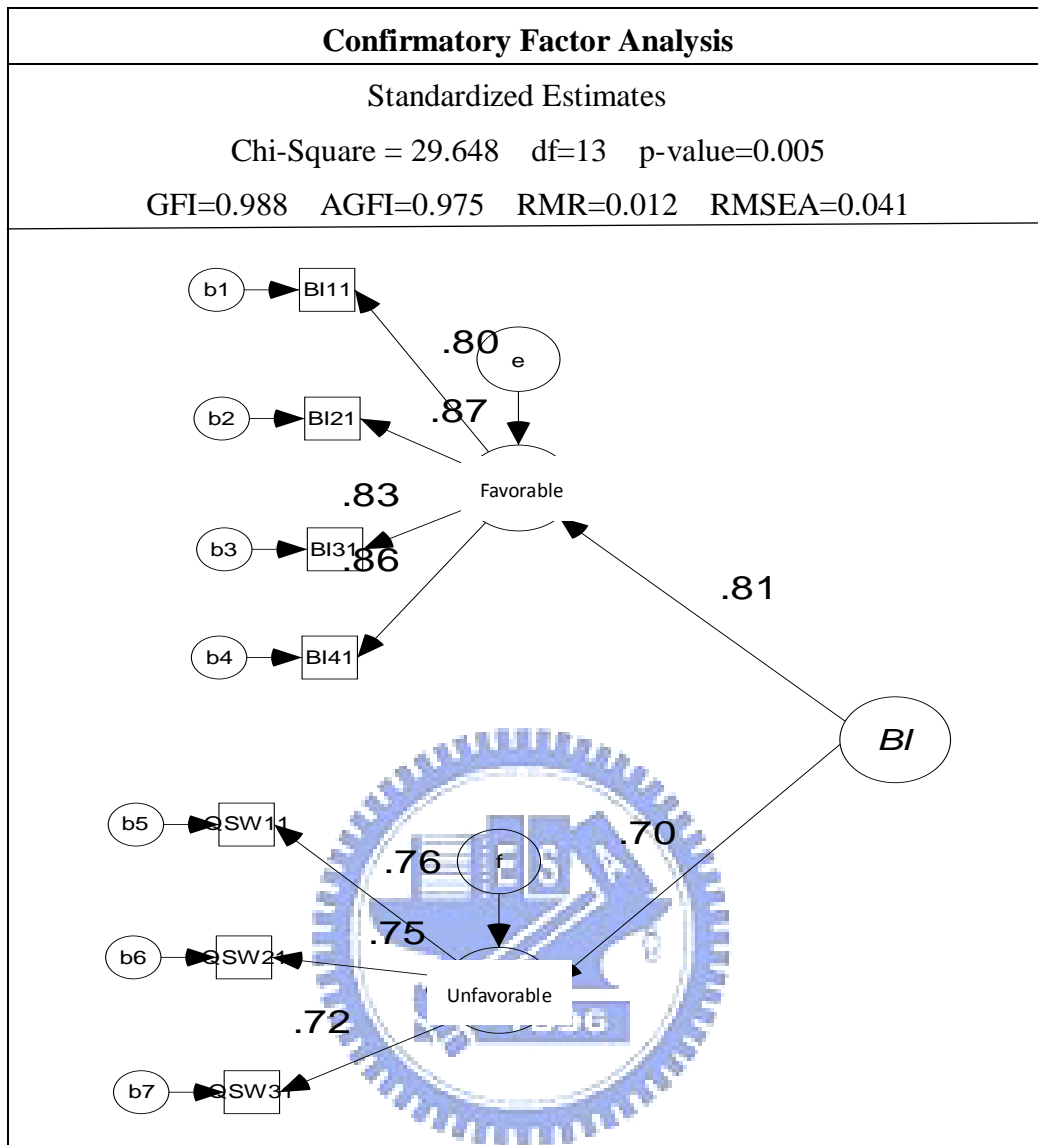 Confirmatory Factor Analysis
Standardized Estimates
Chi-Square = 29.648 df=13 p-value=0.005
GFI=0.988 AGFI=0.975 RMR=0.012 RMSEA=0.041
b1
BI11
.80
e
b2
BI21
.87
Favorable
.83
b3
BI31
.86
.81
b4
BI41
BI
b5
QSW11
.76
f
.70
E S A
.75
b6
QSW21
Unfavorable
.72
b7
QSW31